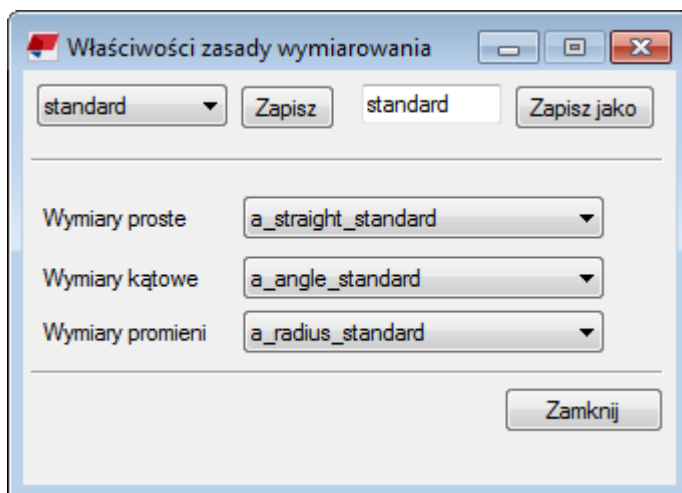 Właściwości zasady wymiarowania
standard Zapisz standard Zapisz jako
Wymiary proste a_straight_standard
Wymiary kątowe a_angle_standard
Wymiary promieni a_radius_standard
Zamknij